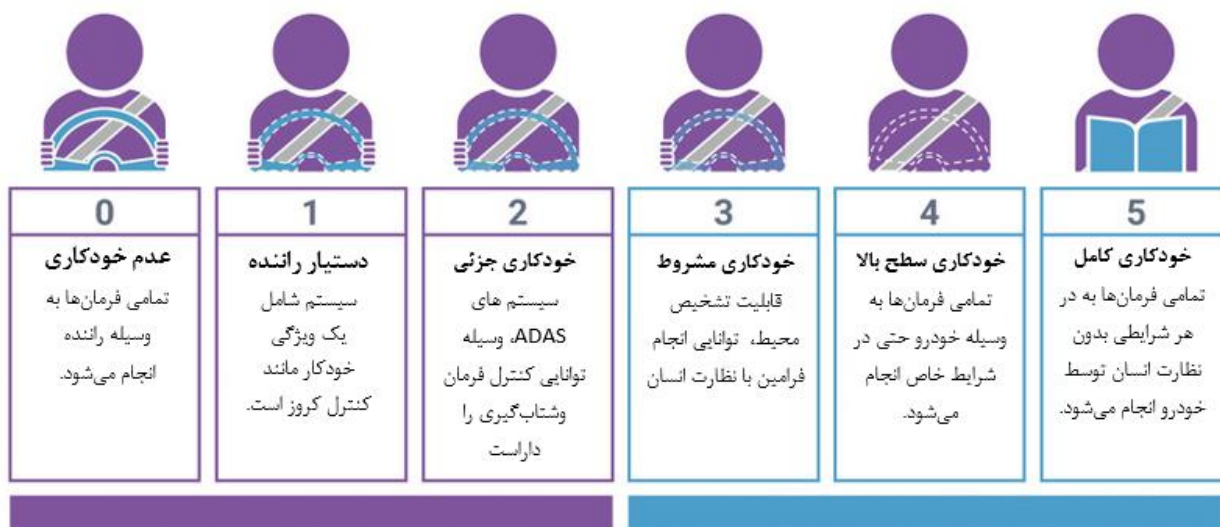 0
عدم خودکاری
تمامی فرمان‌ها به
وسیله راننده
انجام می‌شود.
1
دستیار راننده
سیستم شامل
یک ویژگی
خودکار مانند
کنترل کروز است.
2
خودکاری جزئی
سیستم های
ADAS، وسیله
توانایی کنترل فرمان
وشتاب‌گیری را
داراست
3
خودکاری مشروط
قابلیت تشخیص
محیط، توانایی انجام
فرامین با نظارت انسان
4
خودکاری سطح بالا
تمامی فرمان‌ها به
وسیله خودرو حتی در
شرایط خاص انجام
می‌شود.
5
خودکاری کامل
تمامی فرمان‌ها به در
هر شرایطی بدون
نظارت انسان توسط
خودرو انجام می‌شود.